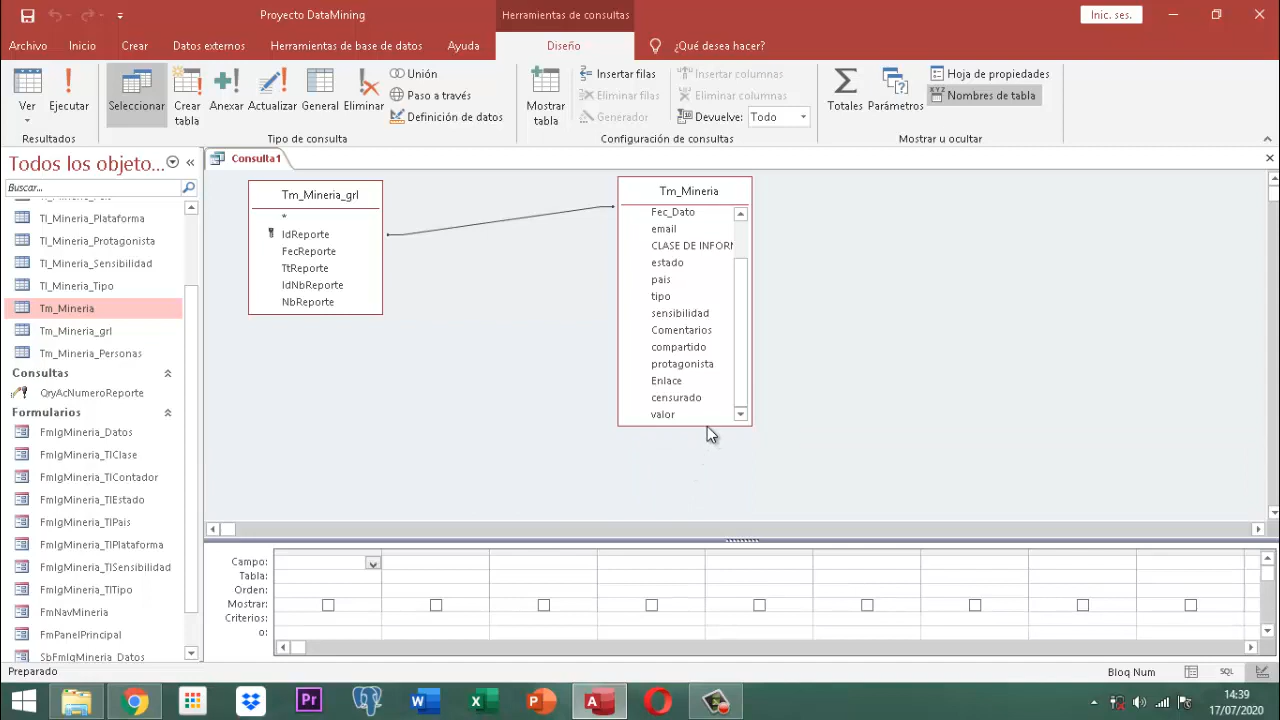 Proyecto DataMining
Herramientas de consultas
Inic. ses.
Archivo Inicio Crear Datos externos Herramientas de base de datos Ayuda Diseño ¿Qué desea hacer?
Ver
Ejecutar
Seleccionar
Crear tabla
Anexar
Actualizar
General
Eliminar
Unión
Paso a través
Definición de datos
Mostrar tabla
Insertar filas
Eliminar filas
Generador
Insertar columnas
Eliminar columnas
Devuelve: Todo
Totales
Parámetros
Hoja de propiedades
Nombres de tabla
Resultados
Tipo de consulta
Configuración de consultas
Mostrar u ocultar
Todos los objeto...
Buscar...
Tl_Mineria_Plataforma
Tl_Mineria_Protagonista
Tl_Mineria_Sensibilidad
Tl_Mineria_Tipo
Tm_Mineria
Tm_Mineria_grl
Tm_Mineria_Personas
Consultas
QryAcNumeroReporte
Formularios
FmIgMineria_Datos
FmIgMineria_TlClase
FmIgMineria_TlContador
FmIgMineria_TlEstado
FmIgMineria_TlPais
FmIgMineria_TlPlataforma
FmIgMineria_TlSensibilidad
FmIgMineria_TlTipo
FmNavMineria
FmPanelPrincipal
SbFmIgMineria_Datos
Consulta1
Tm_Mineria_grl
*
IdReporte
FecReporte
TtReporte
IdNbReporte
NbReporte
Tm_Mineria
Fec_Dato
email
CLASE DE INFORM
estado
pais
tipo
sensibilidad
Comentarios
compartido
protagonista
Enlace
censurado
valor
Campo:
Tabla:
Orden:
Mostrar:
Criterios:
o:
Preparado
Bloq Num
SQL
14:39
17/07/2020